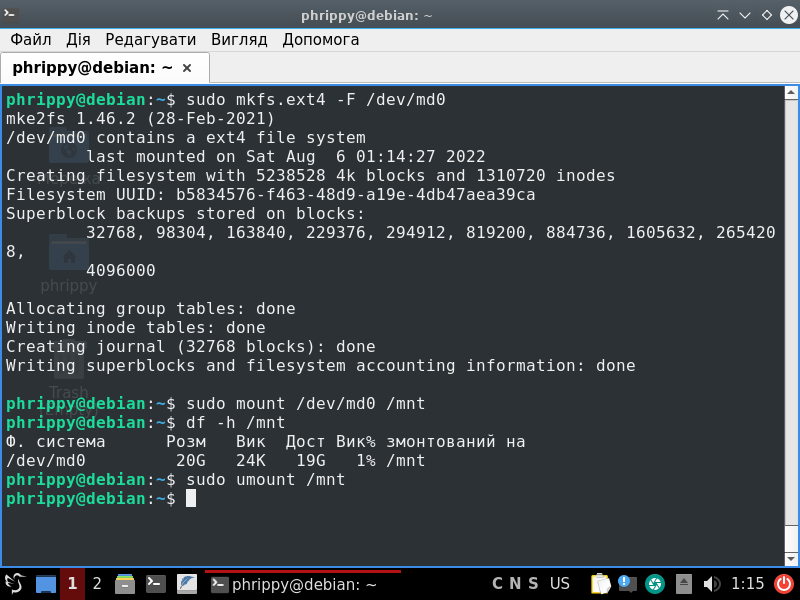 phrippy@debian: ~
Файл Дія Редагувати Вигляд Допомога
phrippy@debian: ~ ×
phrippy@debian:~$ sudo mkfs.ext4 -F /dev/md0
mke2fs 1.46.2 (28-Feb-2021)
/dev/md0 contains a ext4 file system
        last mounted on Sat Aug  6 01:14:27 2022
Creating filesystem with 5238528 4k blocks and 1310720 inodes
Filesystem UUID: b5834576-f463-48d9-a19e-4db47aea39ca
Superblock backups stored on blocks:
        32768, 98304, 163840, 229376, 294912, 819200, 884736, 1605632, 265420
8,
        4096000
phrippy
Allocating group tables: done
Writing inode tables: done
Creating journal (32768 blocks): done
Writing superblocks and filesystem accounting information: done
Trash
phrippy@debian:~$ sudo mount /dev/md0 /mnt
phrippy@debian:~$ df -h /mnt
Ф. система      Розм   Вик  Дост Вик% змонтований на
/dev/md0         20G   24K   19G   1% /mnt
phrippy@debian:~$ sudo umount /mnt
phrippy@debian:~$
1 2 phrippy@debian: ~ C N S US 1:15